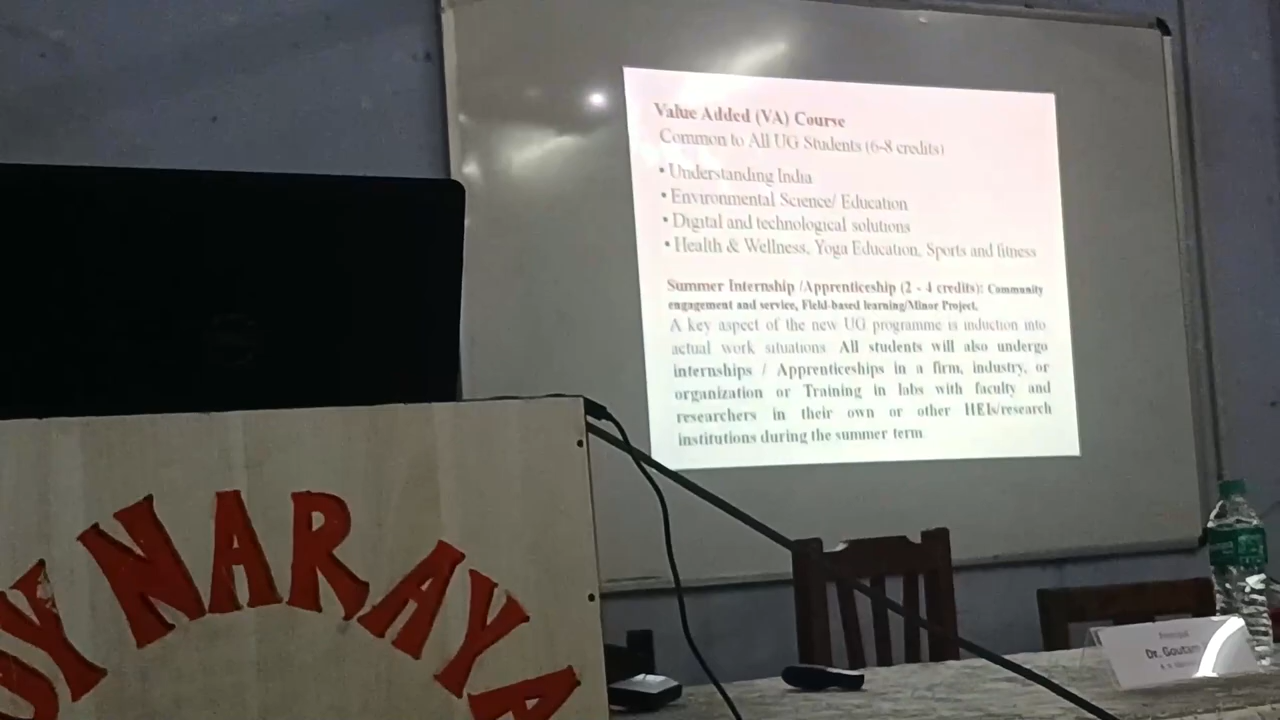 Value Added (VA) Course
Common to All UG Students (6-8 credits)
• Understanding India
• Environmental Science/ Education
• Digital and technological solutions
• Health & Wellness, Yoga Education, Sports and fitness
Summer Internship /Apprenticeship (2 - 4 credits): Community
engagement and service, Field-based learning/Minor Project.
A key aspect of the new UG programme is induction into
actual work situations. All students will also undergo
internships / Apprenticeships in a firm, industry, or
organization or Training in labs with faculty and
researchers in their own or other HEIs/research
institutions during the summer term
UY NARAYA
Principal
Dr. Goutam